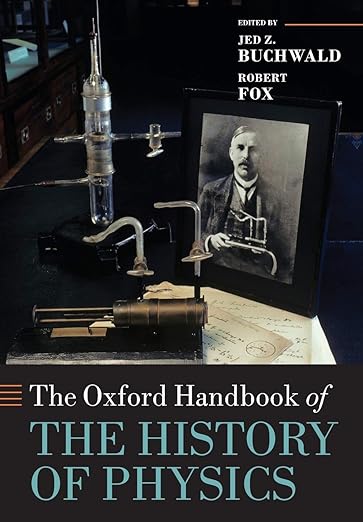 EDITED BY
JED Z.
BUCHWALD
ROBERT
FOX
The Oxford Handbook of
THE HISTORY
OF PHYSICS